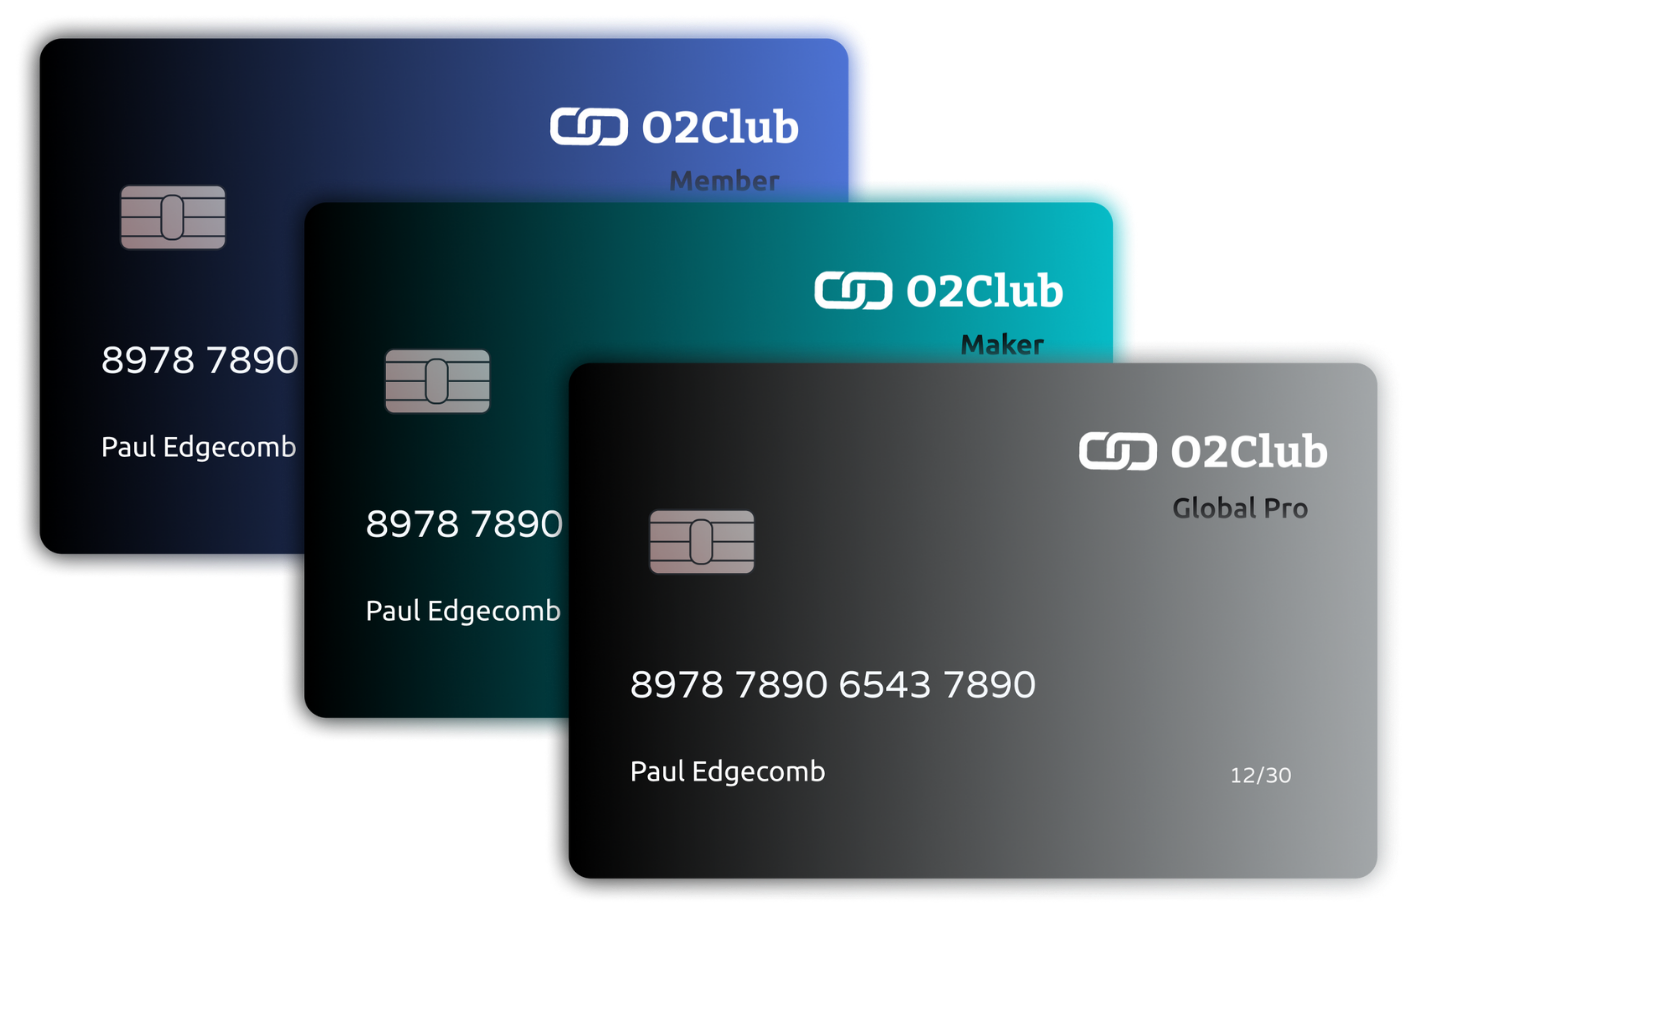 O2Club
Member
8978 7890
Paul Edgecomb
O2Club
Maker
8978 7890
Paul Edgecomb
O2Club
Global Pro
8978 7890 6543 7890
Paul Edgecomb
12/30